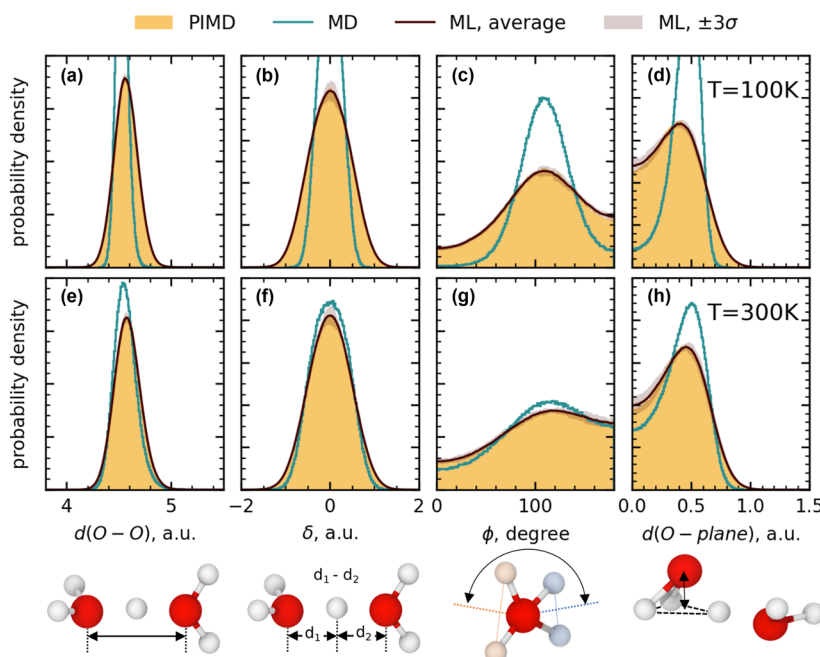 PIMD MD ML, average ML, ±3σ
(a) (b) (c) (d) T=100K
probability density
(e) (f) (g) (h) T=300K
probability density
4 5 −2 0 2 0 100 0.0 0.5 1.0 1.5
d(O − O), a.u. δ, a.u. ϕ, degree d(O − plane), a.u.
d₁ - d₂
d₁ d₂